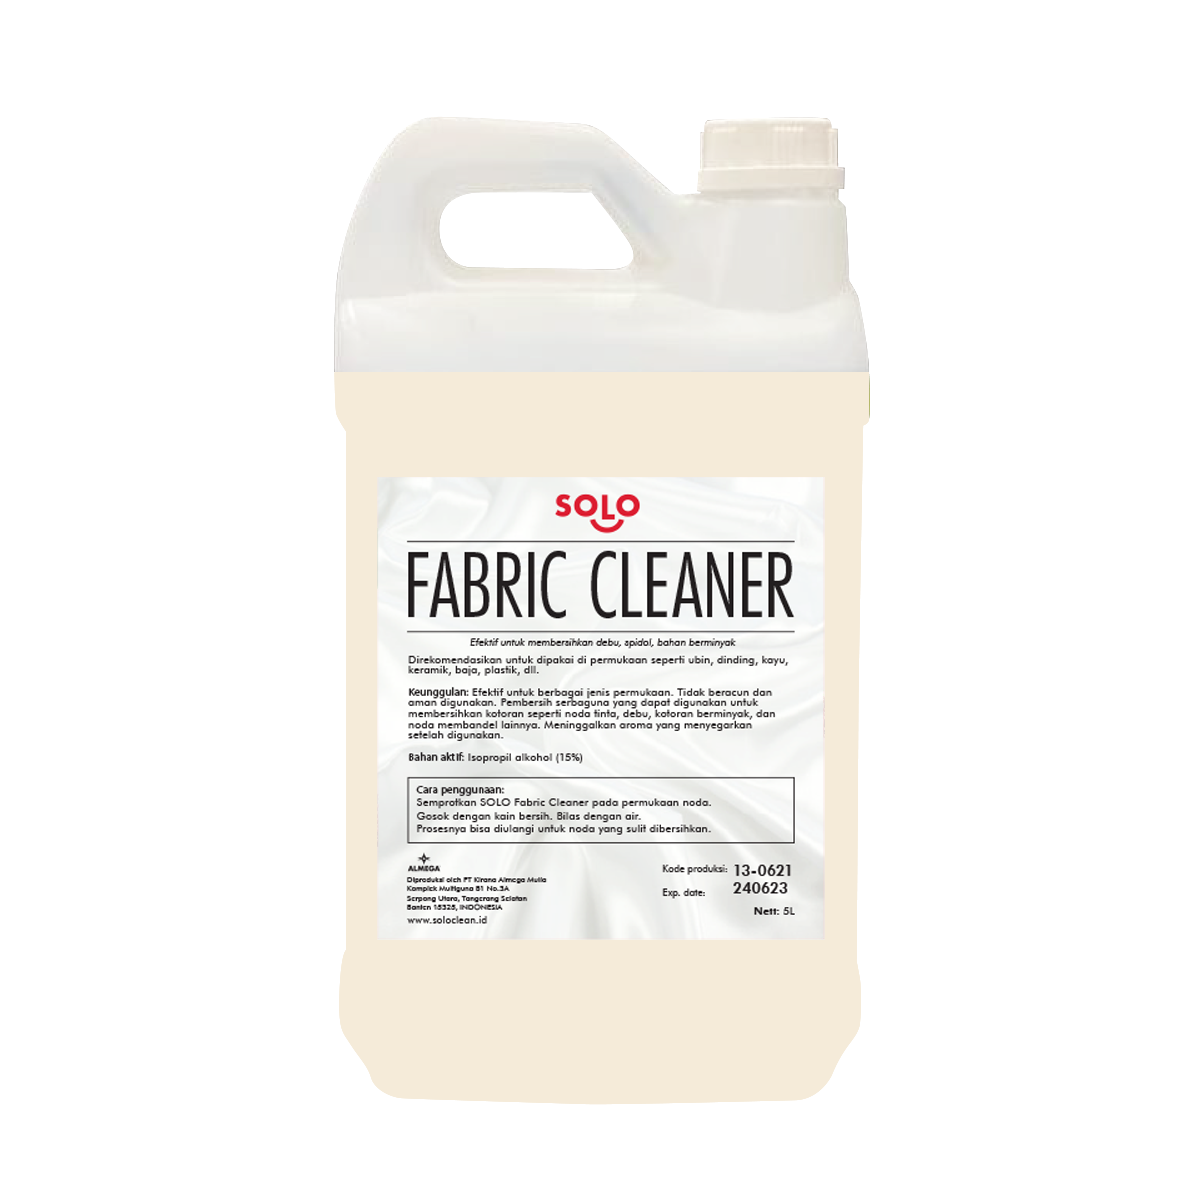 SOLO
FABRIC CLEANER
Efektif untuk membersihkan debu, spidol, bahan berminyak
Direkomendasikan untuk dipakai di permukaan seperti ubin, dinding, kayu,
keramik, baja, plastik, dll.
Keunggulan: Efektif untuk berbagai jenis permukaan. Tidak beracun dan
aman digunakan. Pembersih serbaguna yang dapat digunakan untuk
membersihkan kotoran seperti noda tinta, debu, kotoran berminyak, dan
noda membandel lainnya. Meninggalkan aroma yang menyegarkan
setelah digunakan.
Bahan aktif: Isopropil alkohol (15%)
Cara penggunaan:
Semprotkan SOLO Fabric Cleaner pada permukaan noda.
Gosok dengan kain bersih. Bilas dengan air.
Prosesnya bisa diulangi untuk noda yang sulit dibersihkan.
ALMEGA
Diproduksi oleh PT Kirana Almega Mulia
Komplek Multiguna B1 No.3A
Serpong Utara, Tangerang Selatan
Banten 15325, INDONESIA
www.soloclean.id
Kode produksi: 13-0621
Exp. date: 240623
Nett: 5L